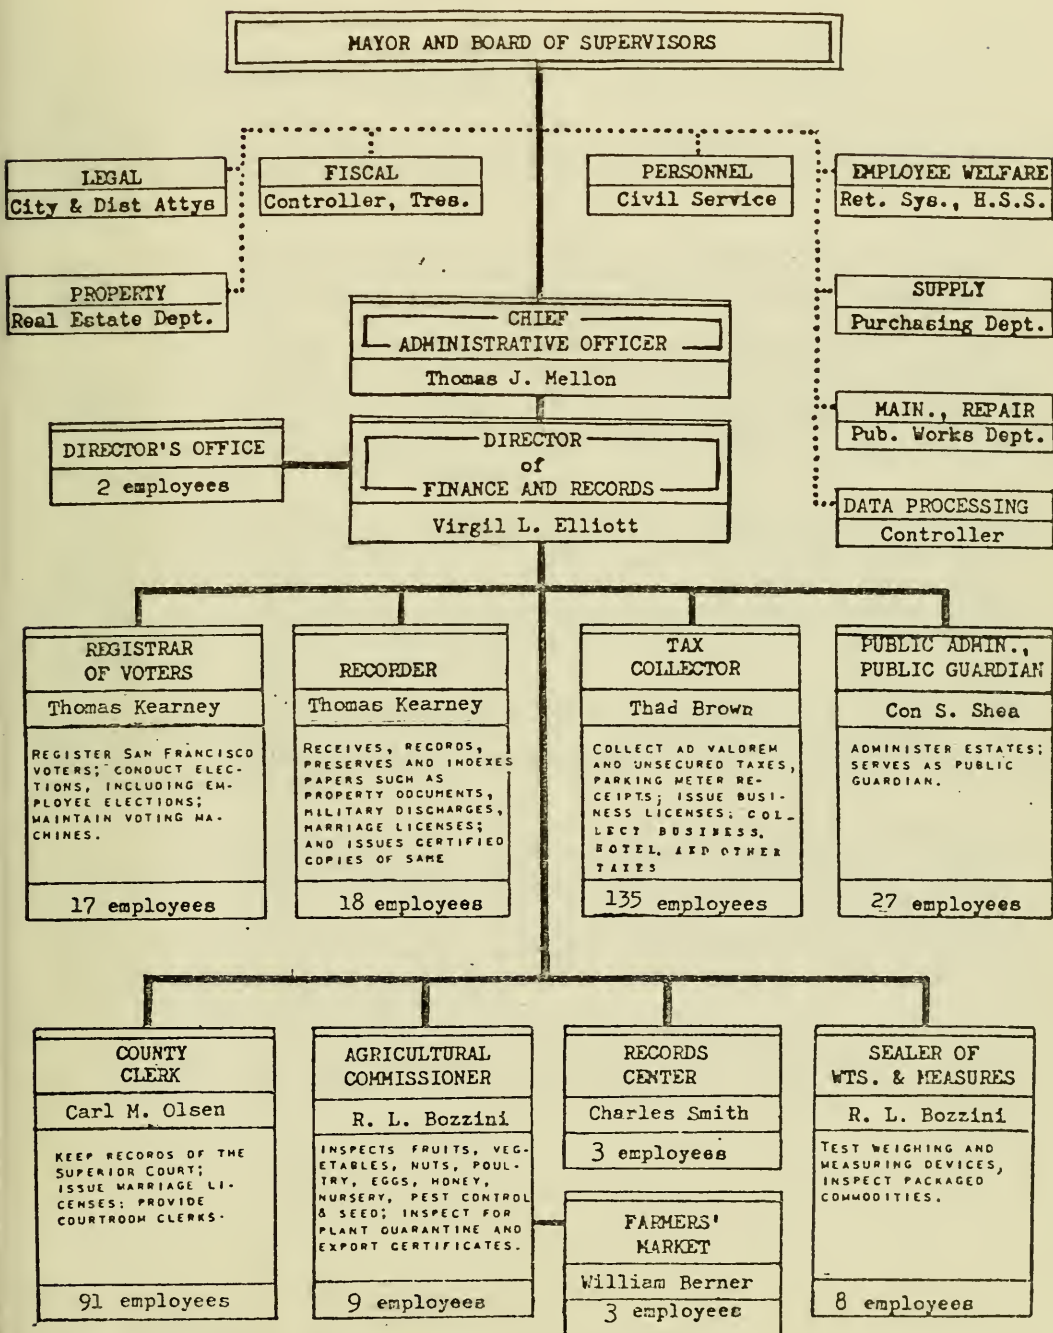 MAYOR AND BOARD OF SUPERVISORS
LEGAL
City & Dist Attys
FISCAL
Controller, Tres.
PERSONNEL
Civil Service
EMPLOYEE WELFARE
Ret. Sys., H.S.S.
PROPERTY
Real Estate Dept.
SUPPLY
Purchasing Dept.
CHIEF
ADMINISTRATIVE OFFICER
Thomas J. Mellon
MAIN., REPAIR
Pub. Works Dept.
DIRECTOR'S OFFICE
2 employees
DIRECTOR
of
FINANCE AND RECORDS
Virgil L. Elliott
DATA PROCESSING
Controller
REGISTRAR
OF VOTERS
Thomas Kearney
REGISTER SAN FRANCISCO
VOTERS; CONDUCT ELEC-
TIONS, INCLUDING EM-
PLOYEE ELECTIONS;
MAINTAIN VOTING MA-
CHINES.
17 employees
RECORDER
Thomas Kearney
RECEIVES, RECORDS,
PRESERVES AND INDEXES
PAPERS SUCH AS
PROPERTY DOCUMENTS,
MILITARY DISCHARGES,
MARRIAGE LICENSES;
AND ISSUES CERTIFIED
COPIES OF SAME
18 employees
TAX
COLLECTOR
Thad Brown
COLLECT AD VALOREM
AND UNSECURED TAXES,
PARKING METER RE-
CEIPTS; ISSUE BUSI-
NESS LICENSES; COL-
LECT BUSINESS,
HOTEL, AND OTHER
TAXES
135 employees
PUBLIC ADMIN.,
PUBLIC GUARDIAN
Con S. Shea
ADMINISTER ESTATES;
SERVES AS PUBLIC
GUARDIAN.
27 employees
COUNTY
CLERK
Carl M. Olsen
KEEP RECORDS OF THE
SUPERIOR COURT;
ISSUE MARRIAGE LI-
CENSES; PROVIDE
COURTROOM CLERKS.
91 employees
AGRICULTURAL
COMMISSIONER
R. L. Bozzini
INSPECTS FRUITS, VEG-
ETABLES, NUTS, POUL-
TRY, EGGS, HONEY,
NURSERY, PEST CONTROL
& SEED; INSPECT FOR
PLANT QUARANTINE AND
EXPORT CERTIFICATES.
9 employees
RECORDS
CENTER
Charles Smith
3 employees
FARMERS'
MARKET
William Berner
3 employees
SEALER OF
WTS. & MEASURES
R. L. Bozzini
TEST WEIGHING AND
MEASURING DEVICES,
INSPECT PACKAGED
COMMODITIES.
8 employees